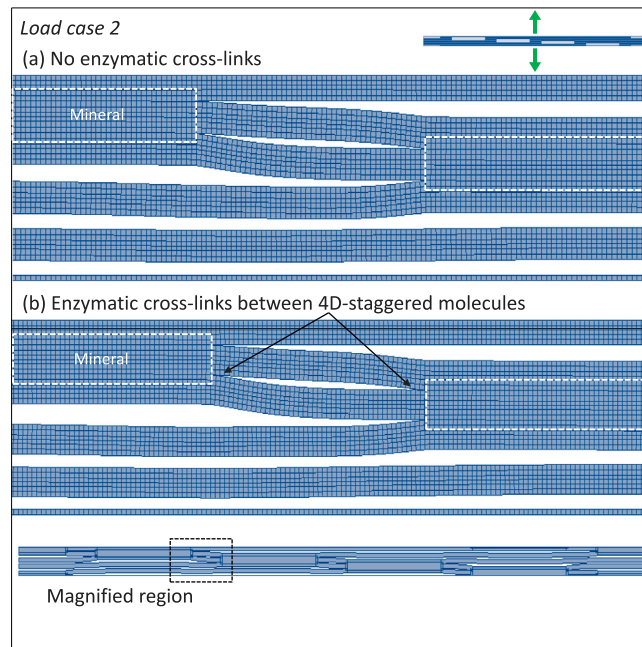 Load case 2
(a) No enzymatic cross-links
Mineral
(b) Enzymatic cross-links between 4D-staggered molecules
Mineral
Magnified region